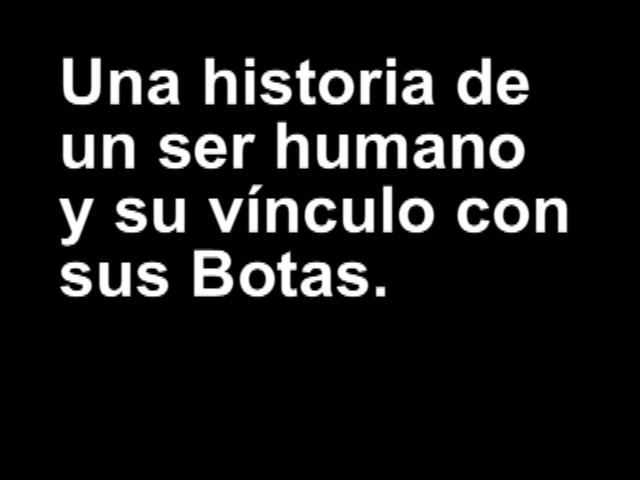 Una historia de
un ser humano
y su vínculo con
sus Botas.